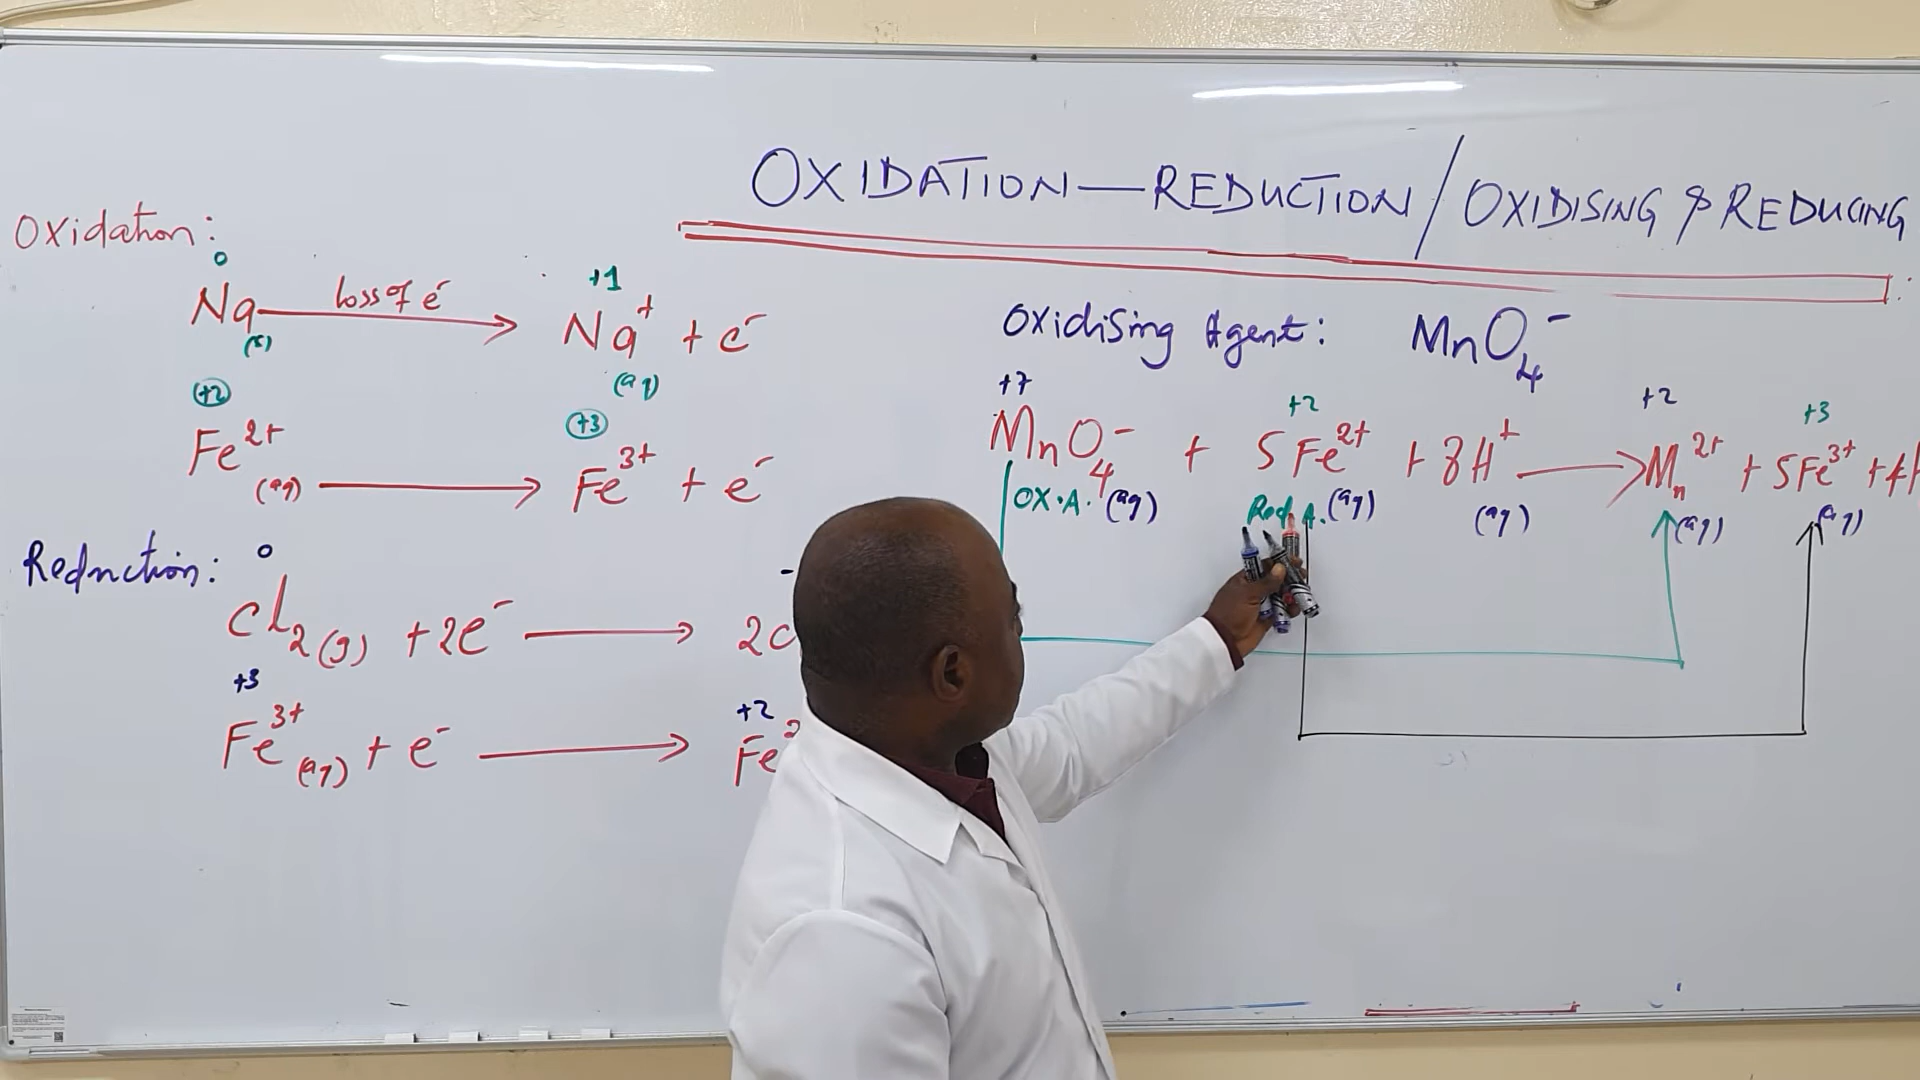 OXIDATION—REDUCTION / OXIDISING & REDUCING
Oxidation:
0 +1
Na(s) loss of e⁻ → Na⁺(aq) + e⁻
+2 +3
Fe²⁺(aq) → Fe³⁺ + e⁻
Reduction:
0 -
Cl₂(g) + 2e⁻ → 2C
+3 +2
Fe³⁺(aq) + e⁻ → Fe²
Oxidising Agent: MnO₄⁻
+7 +2 +2 +3
MnO₄⁻(aq) + 5Fe²⁺(aq) + 8H⁺(aq) → Mn²⁺(aq) + 5Fe³⁺(aq) + 4H
OX.A. Red A.